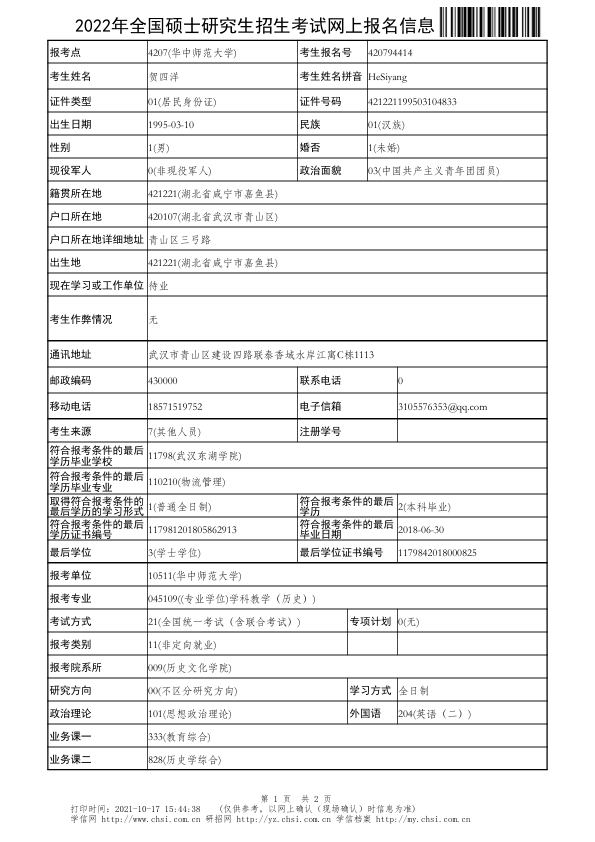 2022年全国硕士研究生招生考试网上报名信息
报考点 4207(华中师范大学) 考生报名号 420794414
考生姓名 贺四洋 考生姓名拼音 HeSiyang
证件类型 01(居民身份证) 证件号码 421221199503104833
出生日期 1995-03-10 民族 01(汉族)
性别 1(男) 婚否 1(未婚)
现役军人 0(非现役军人) 政治面貌 03(中国共产主义青年团团员)
籍贯所在地 421221(湖北省咸宁市嘉鱼县)
户口所在地 420107(湖北省武汉市青山区)
户口所在地详细地址 青山区三弓路
出生地 421221(湖北省咸宁市嘉鱼县)
现在学习或工作单位 待业
考生作弊情况 无
通讯地址 武汉市青山区建设四路联泰香域水岸江寓C栋1113
邮政编码 430000 联系电话 0
移动电话 18571519752 电子信箱 3105576353@qq.com
考生来源 7(其他人员) 注册学号
符合报考条件的最后
学历毕业学校 11798(武汉东湖学院)
符合报考条件的最后
学历毕业专业 110210(物流管理)
取得符合报考条件的
最后学历的学习形式 1(普通全日制) 符合报考条件的最后
学历 2(本科毕业)
符合报考条件的最后
学历证书编号 117981201805862913 符合报考条件的最后
毕业日期 2018-06-30
最后学位 3(学士学位) 最后学位证书编号 1179842018000825
报考单位 10511(华中师范大学)
报考专业 045109((专业学位)学科教学（历史）)
考试方式 21(全国统一考试（含联合考试）) 专项计划 0(无)
报考类别 11(非定向就业)
报考院系所 009(历史文化学院)
研究方向 00(不区分研究方向) 学习方式 全日制
政治理论 101(思想政治理论) 外国语 204(英语（二）)
业务课一 333(教育综合)
业务课二 828(历史学综合)
第 1 页 共 2 页
打印时间：2021-10-17 15:44:38 (仅供参考，以网上确认（现场确认）时信息为准)
学信网 http://www.chsi.com.cn 研招网 http://yz.chsi.com.cn 学信档案 http://my.chsi.com.cn